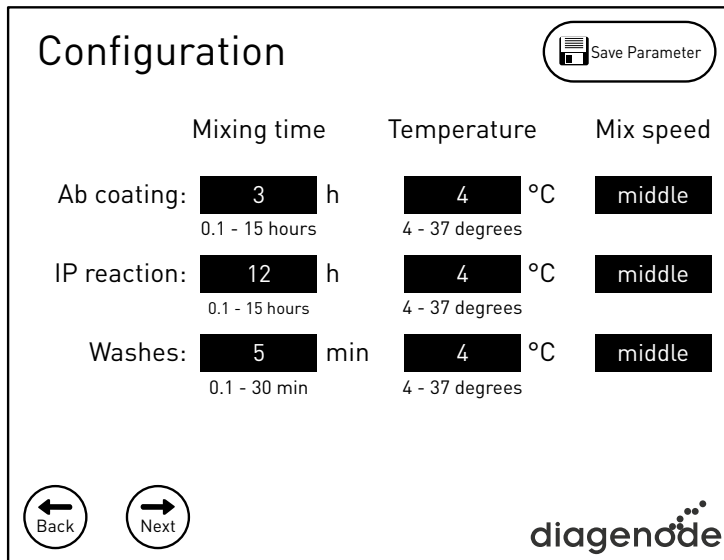 Configuration
Save Parameter
Mixing time Temperature Mix speed
Ab coating: 3 h 4 °C middle
0.1 - 15 hours 4 - 37 degrees
IP reaction: 12 h 4 °C middle
0.1 - 15 hours 4 - 37 degrees
Washes: 5 min 4 °C middle
0.1 - 30 min 4 - 37 degrees
Back Next
diagenode